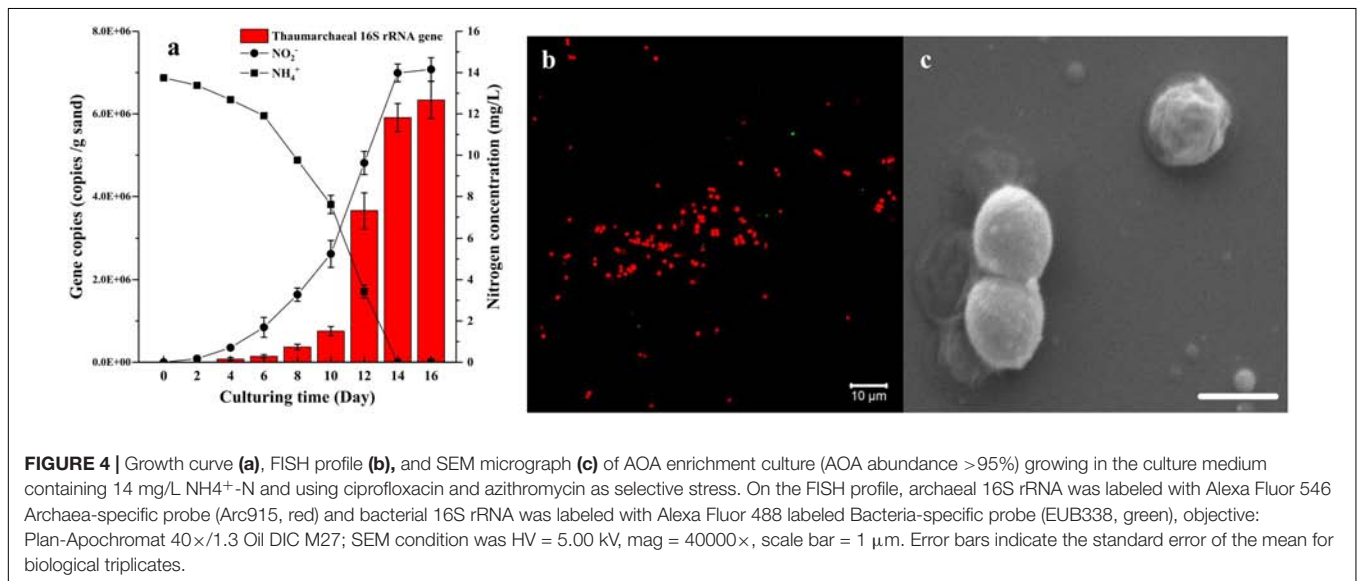 a
Thaumarchaeal 16S rRNA gene
NO2-
NH4+
8.0E+06
6.0E+06
4.0E+06
2.0E+06
0.0E+06
Gene copies (copies /g sand)
16
14
12
10
8
6
4
2
0
Nitrogen concentration (mg/L)
0 2 4 6 8 10 12 14 16
Culturing time (Day)
b
10 µm
c
FIGURE 4 | Growth curve (a), FISH profile (b), and SEM micrograph (c) of AOA enrichment culture (AOA abundance >95%) growing in the culture medium
containing 14 mg/L NH4+-N and using ciprofloxacin and azithromycin as selective stress. On the FISH profile, archaeal 16S rRNA was labeled with Alexa Fluor 546
Archaea-specific probe (Arc915, red) and bacterial 16S rRNA was labeled with Alexa Fluor 488 labeled Bacteria-specific probe (EUB338, green), objective:
Plan-Apochromat 40×/1.3 Oil DIC M27; SEM condition was HV = 5.00 kV, mag = 40000×, scale bar = 1 µm. Error bars indicate the standard error of the mean for
biological triplicates.